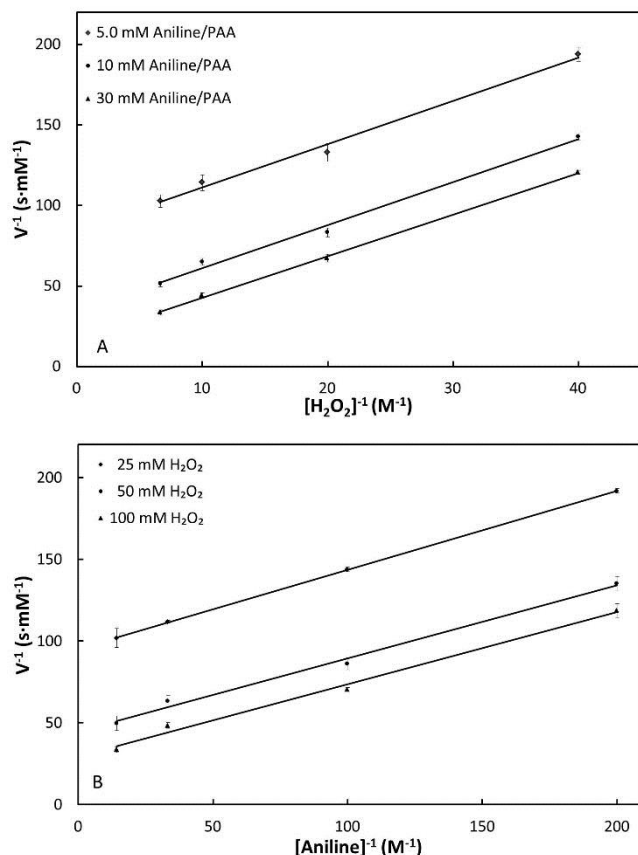 200
150
100
50
0
V⁻¹ (s·mM⁻¹)
5.0 mM Aniline/PAA
10 mM Aniline/PAA
30 mM Aniline/PAA
A
0 10 20 30 40
[H₂O₂]⁻¹ (M⁻¹)
200
150
100
50
0
V⁻¹ (s·mM⁻¹)
25 mM H₂O₂
50 mM H₂O₂
100 mM H₂O₂
B
0 50 100 150 200
[Aniline]⁻¹ (M⁻¹)